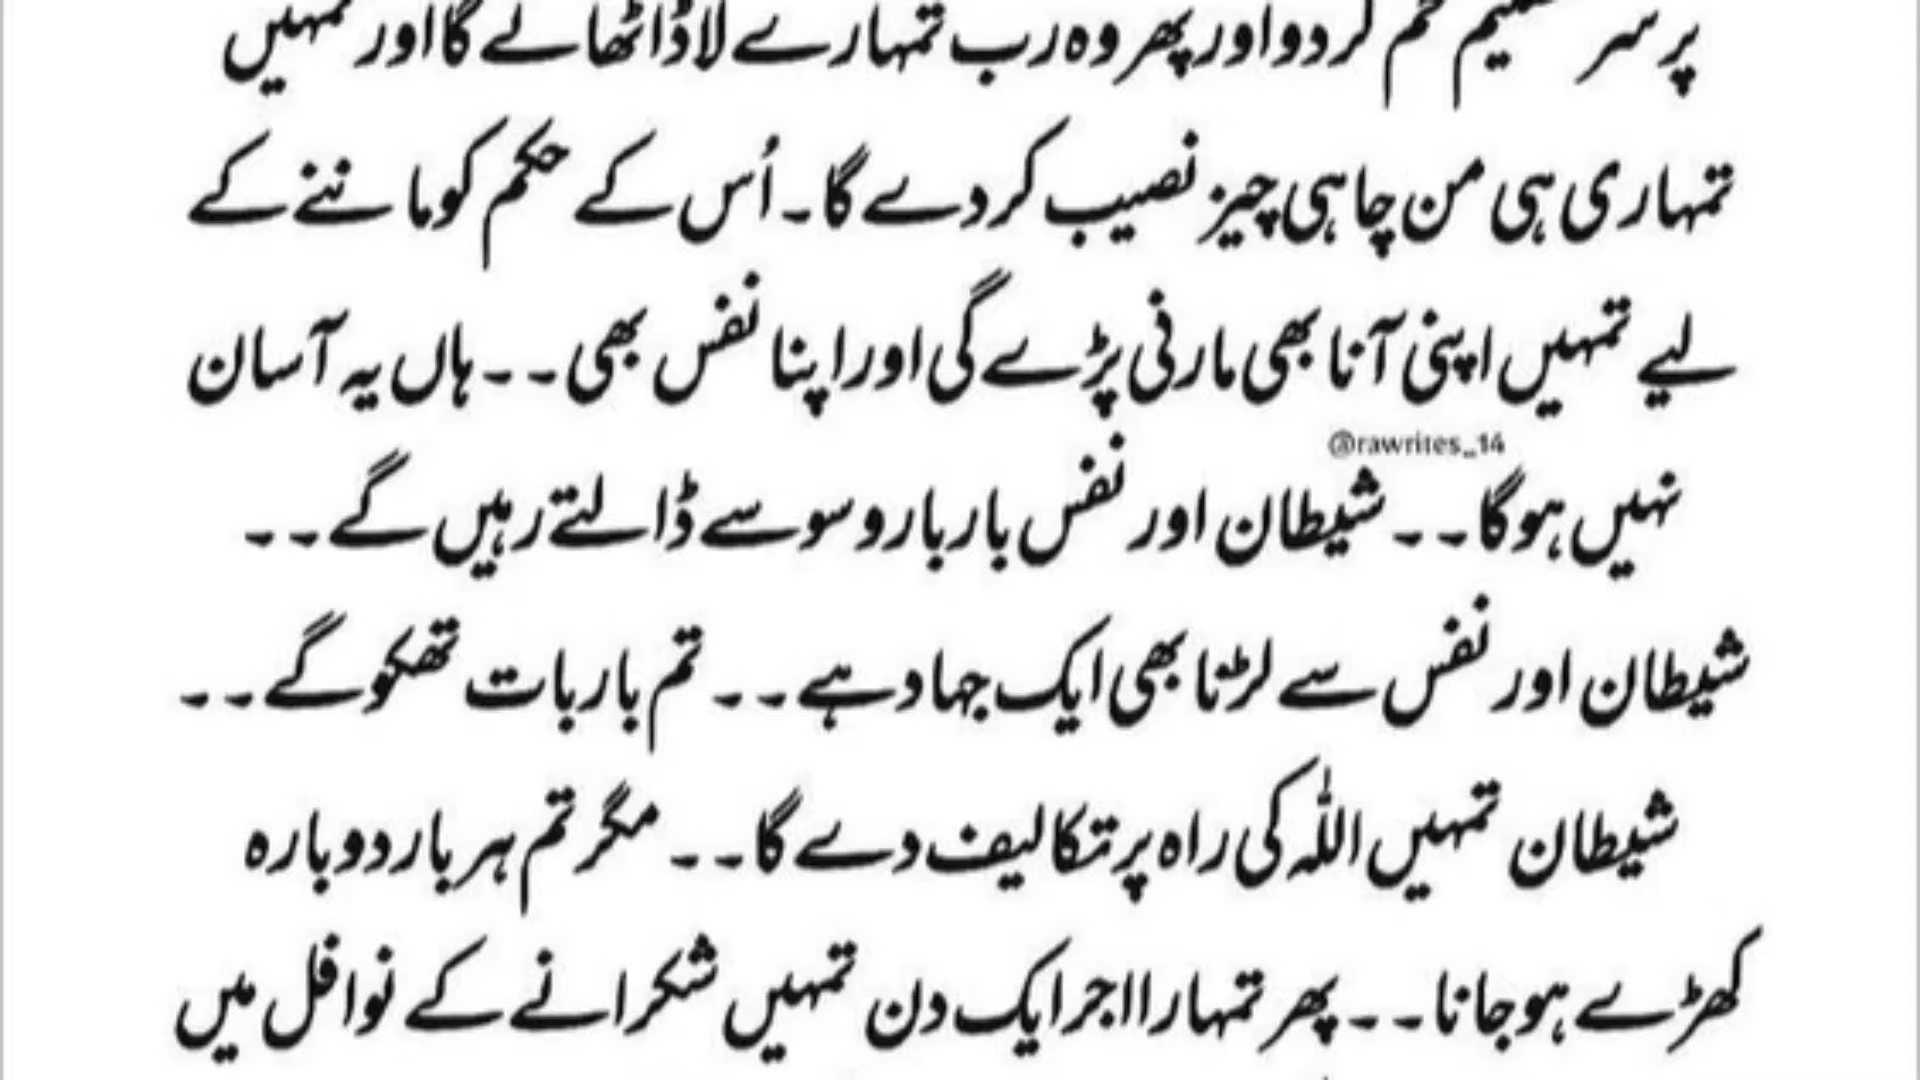 پر سر تسلیم خم کر دو اور پھر وہ رب تمہارے لاڈ اٹھالے گا اور تمہیں
تمہاری ہی من چاہی چیز نصیب کر دے گا۔ اُس کے حکم کو ماننے کے
لیے تمہیں اپنی آنا بھی مارنی پڑے گی اور اپنا نفس بھی۔۔ ہاں یہ آسان
@rawrites_14
نہیں ہو گا۔۔ شیطان اور نفس بار بار وسوسے ڈالتے رہیں گے۔۔
شیطان اور نفس سے لڑنا بھی ایک جہاد ہے۔۔ تم بار بات تھکو گے۔۔
شیطان تمہیں اللہ کی راہ پر تکالیف دے گا۔۔ مگر تم ہر بار دوبارہ
کھڑے ہو جانا۔۔ پھر تمہارا اجر ایک دن تمہیں شکرانے کے نوافل میں